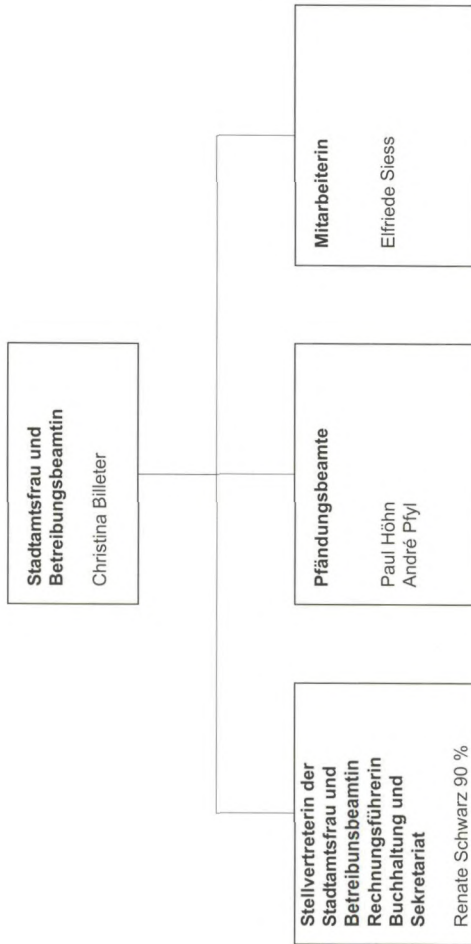 Stadtamtsfrau und
Betreibungsbeamtin
Christina Billeter
Stellvertreterin der
Stadtamtsfrau und
Betreibunsbeamtin
Rechnungsführerin
Buchhaltung und
Sekretariat
Renate Schwarz 90 %
Pfändungsbeamte
Paul Höhn
André Pfyl
Mitarbeiterin
Elfriede Siess